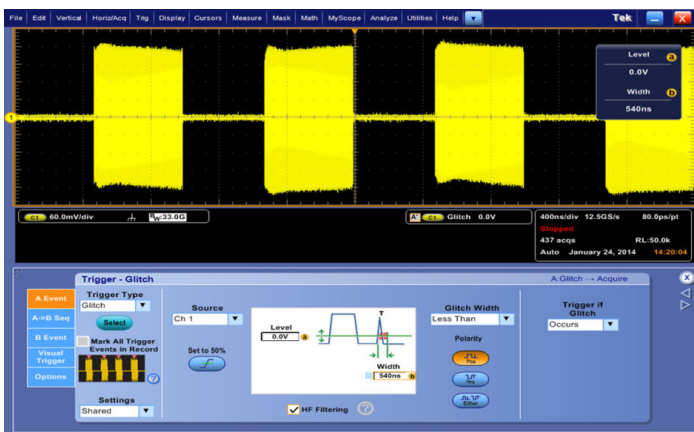 File Edit Vertical Horiz/Acq Trig Display Cursors Measure Mask Math MyScope Analyze Utilities Help Tek X
Level a
0.0V
Width b
540ns
1
C1 60.0mV/div BW:33.0G
A' C1 Glitch 0.0V
400ns/div 12.5GS/s 80.0ps/pt
Stopped
437 acqs RL:50.0k
Auto January 24, 2014 14:20:04
Trigger - Glitch
A:Glitch → Acquire
X
A Event
A->B Seq
B Event
Visual
Trigger
Options
Trigger Type
Glitch
Select
Mark All Trigger
Events in Record
?
Settings
Shared
Source
Ch 1
Set to 50%
Level
0.0V a
T
Width
540ns b
HF Filtering ?
Glitch Width
Less Than
Polarity
Pos
Neg
Either
Trigger if
Glitch
Occurs